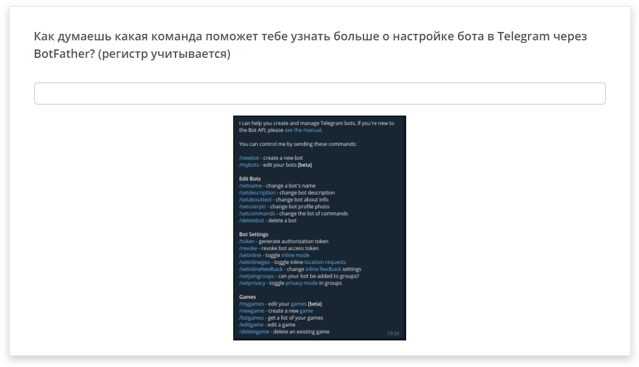 Как думаешь какая команда поможет тебе узнать больше о настройке бота в Telegram через
BotFather? (регистр учитывается)
I can help you create and manage Telegram bots. If you're new to
the Bot API, please see the manual.
You can control me by sending these commands:
/newbot - create a new bot
/mybots - edit your bots [beta]
Edit Bots
/setname - change a bot's name
/setdescription - change bot description
/setabouttext - change bot about info
/setuserpic - change bot profile photo
/setcommands - change the list of commands
/deletebot - delete a bot
Bot Settings
/token - generate authorization token
/revoke - revoke bot access token
/setinline - toggle inline mode
/setinlinegeo - toggle inline location requests
/setinlinefeedback - change inline feedback settings
/setjoingroups - can your bot be added to groups?
/setprivacy - toggle privacy mode in groups
Games
/mygames - edit your games [beta]
/newgame - create a new game
/listgames - get a list of your games
/editgame - edit a game
/deletegame - delete an existing game